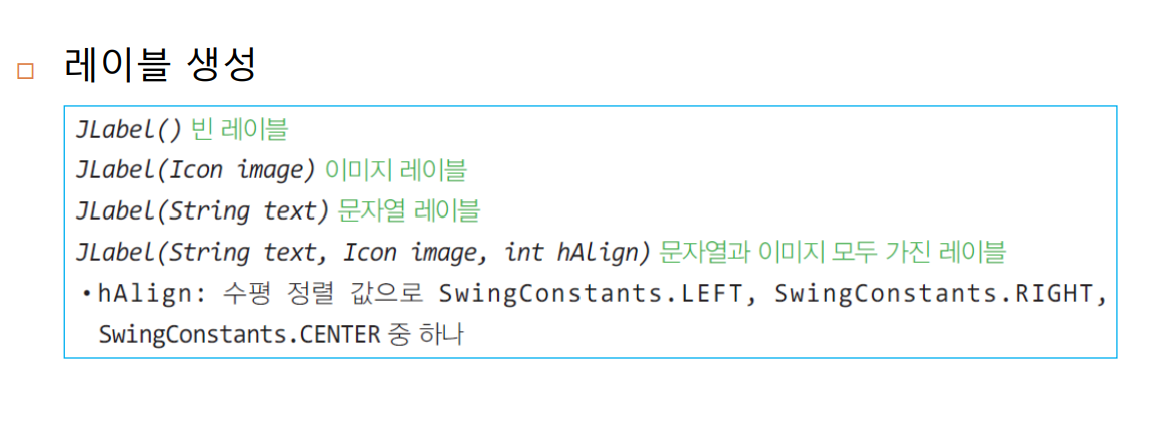 레이블 생성
JLabel() 빈 레이블
JLabel(Icon image) 이미지 레이블
JLabel(String text) 문자열 레이블
JLabel(String text, Icon image, int hAlign) 문자열과 이미지 모두 가진 레이블
•hAlign: 수평 정렬 값으로 SwingConstants.LEFT, SwingConstants.RIGHT,
SwingConstants.CENTER 중 하나